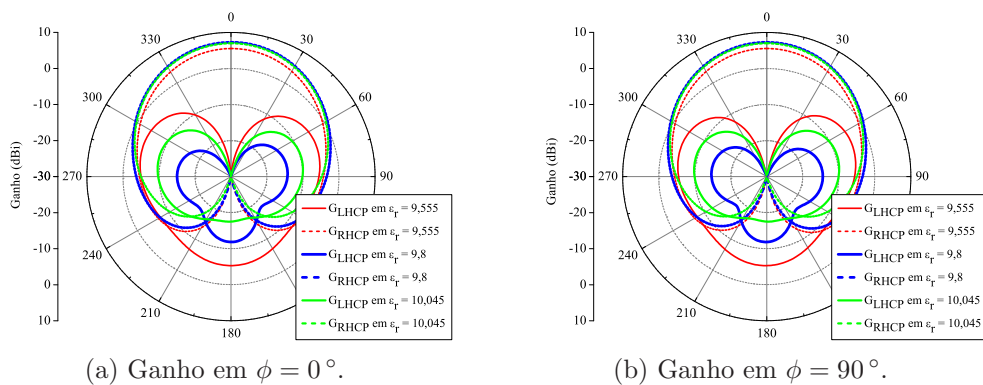 0
0
10
330
30
10
330
30
0
0
-10
300
60
-10
300
60
-20
-20
Ganho (dBi)
-30
270
90
Ganho (dBi)
-30
270
90
-20
-20
G_LHCP em ε_r = 9,555
G_LHCP em ε_r = 9,555
-10
240
G_RHCP em ε_r = 9,555
-10
240
G_RHCP em ε_r = 9,555
G_LHCP em ε_r = 9,8
G_LHCP em ε_r = 9,8
0
G_RHCP em ε_r = 9,8
0
G_RHCP em ε_r = 9,8
210
G_LHCP em ε_r = 10,045
210
G_LHCP em ε_r = 10,045
10
G_RHCP em ε_r = 10,045
10
G_RHCP em ε_r = 10,045
180
180
(a) Ganho em ϕ = 0°.
(b) Ganho em ϕ = 90°.